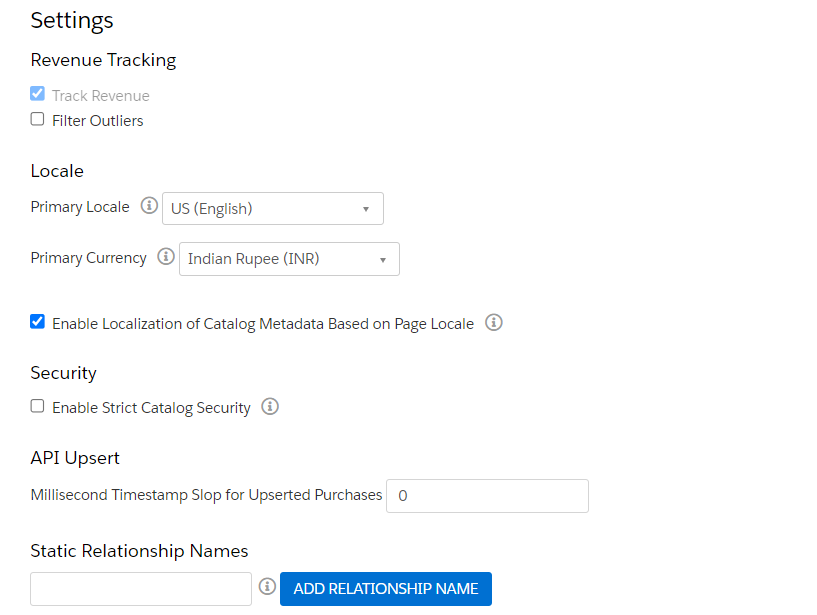 Settings
Revenue Tracking
Track Revenue
Filter Outliers
Locale
Primary Locale US (English)
Primary Currency Indian Rupee (INR)
Enable Localization of Catalog Metadata Based on Page Locale
Security
Enable Strict Catalog Security
API Upsert
Millisecond Timestamp Slop for Upserted Purchases 0
Static Relationship Names
ADD RELATIONSHIP NAME